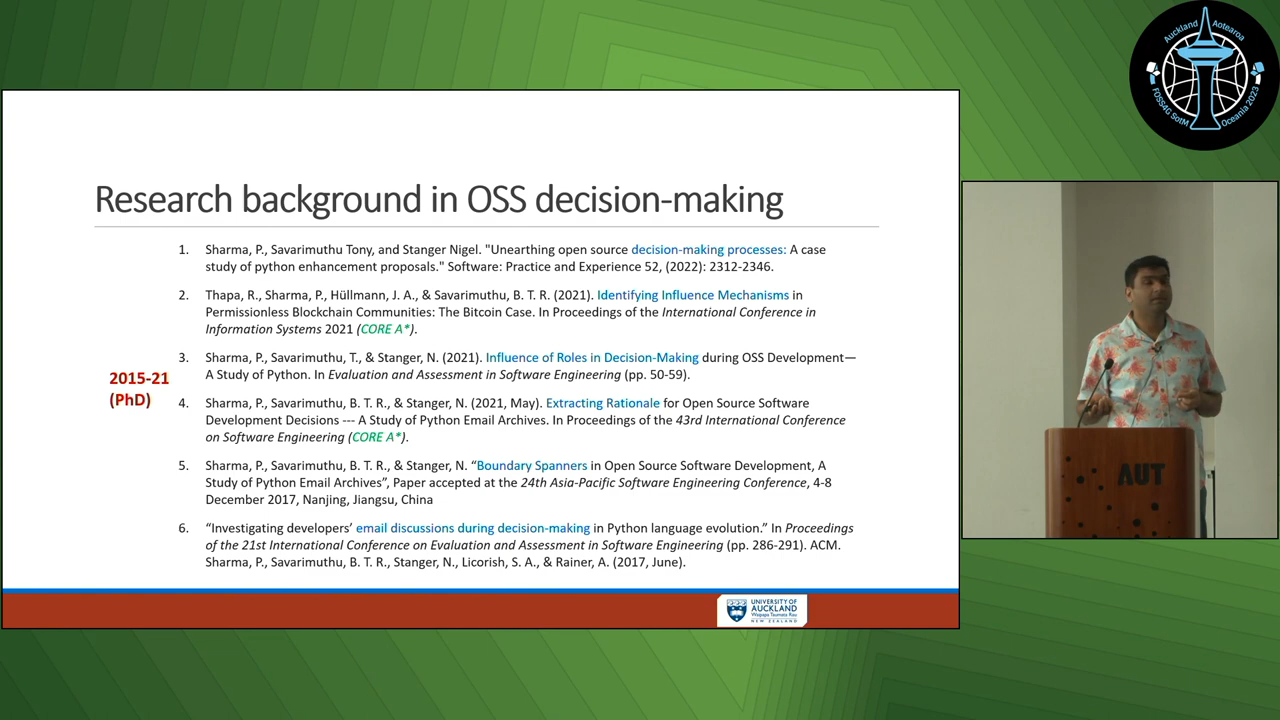 Auckland Aotearoa
FOSS4G SotM Oceania 2023
Research background in OSS decision-making
2015-21
(PhD)
1. Sharma, P., Savarimuthu Tony, and Stanger Nigel. "Unearthing open source decision-making processes: A case
study of python enhancement proposals." Software: Practice and Experience 52, (2022): 2312-2346.
2. Thapa, R., Sharma, P., Hüllmann, J. A., & Savarimuthu, B. T. R. (2021). Identifying Influence Mechanisms in
Permissionless Blockchain Communities: The Bitcoin Case. In Proceedings of the International Conference in
Information Systems 2021 (CORE A*).
3. Sharma, P., Savarimuthu, T., & Stanger, N. (2021). Influence of Roles in Decision-Making during OSS Development—
A Study of Python. In Evaluation and Assessment in Software Engineering (pp. 50-59).
4. Sharma, P., Savarimuthu, B. T. R., & Stanger, N. (2021, May). Extracting Rationale for Open Source Software
Development Decisions --- A Study of Python Email Archives. In Proceedings of the 43rd International Conference
on Software Engineering (CORE A*).
5. Sharma, P., Savarimuthu, B. T. R., & Stanger, N. “Boundary Spanners in Open Source Software Development, A
Study of Python Email Archives”, Paper accepted at the 24th Asia-Pacific Software Engineering Conference, 4-8
December 2017, Nanjing, Jiangsu, China
6. “Investigating developers’ email discussions during decision-making in Python language evolution.” In Proceedings
of the 21st International Conference on Evaluation and Assessment in Software Engineering (pp. 286-291). ACM.
Sharma, P., Savarimuthu, B. T. R., Stanger, N., Licorish, S. A., & Rainer, A. (2017, June).
UNIVERSITY OF
AUCKLAND
Waipapa Taumata Rau
NEW ZEALAND
AUT